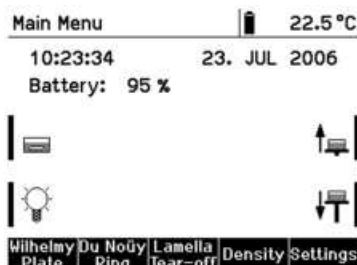 Main Menu 22.5°C
10:23:34 23. JUL 2006
Battery: 95 %
Wilhelmy Du Noüy Lamella Density Settings
Plate Ring Tear-off